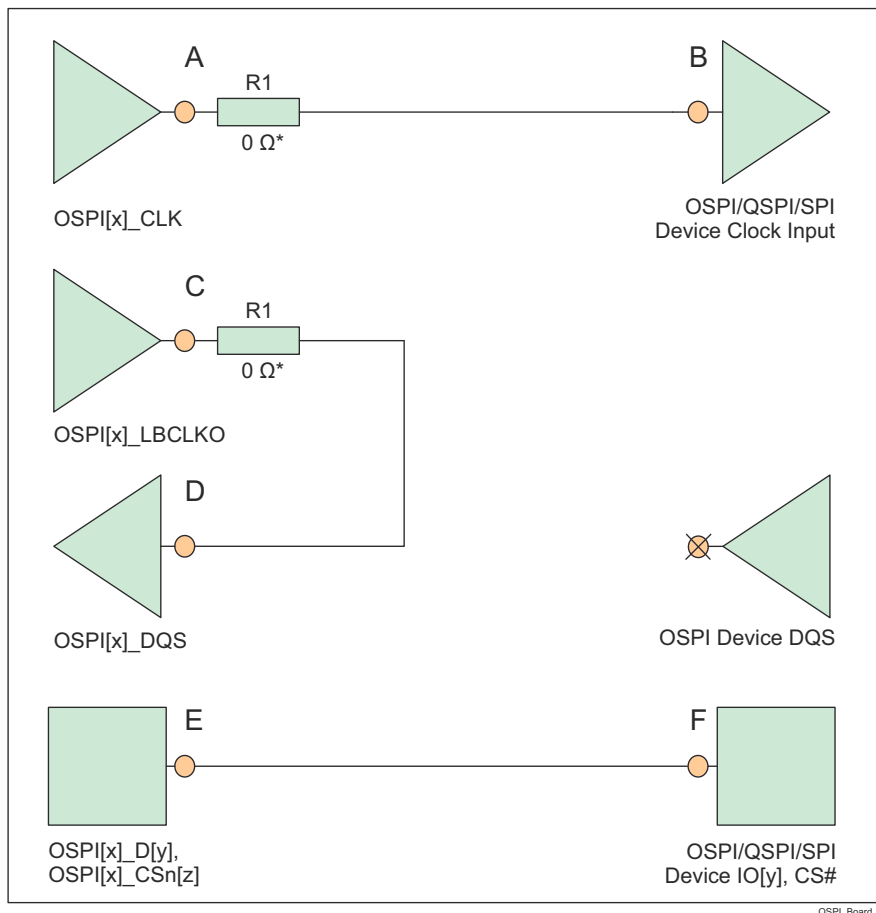 A
B
R1
0 Ω*
OSPI[x]_CLK
OSPI/QSPI/SPI
Device Clock Input
C
R1
0 Ω*
OSPI[x]_LBCLKO
D
OSPI[x]_DQS
OSPI Device DQS
E
F
OSPI[x]_D[y],
OSPI[x]_CSn[z]
OSPI/QSPI/SPI
Device IO[y], CS#